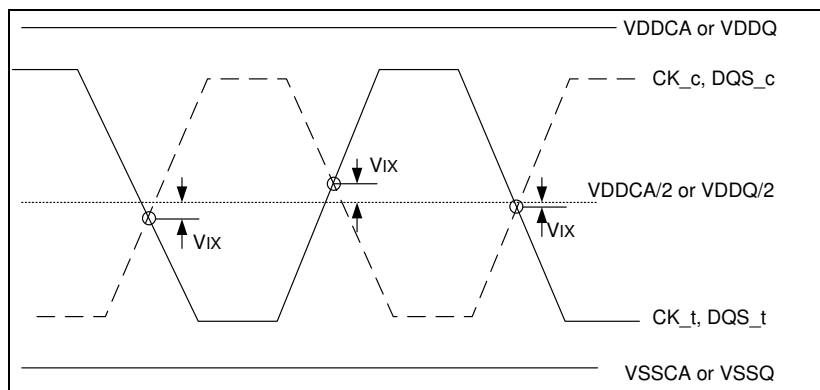 VDDCA or VDDQ
CK_c, DQS_c
VIX
VDDCA/2 or VDDQ/2
VIX
VIX
CK_t, DQS_t
VSSCA or VSSQ